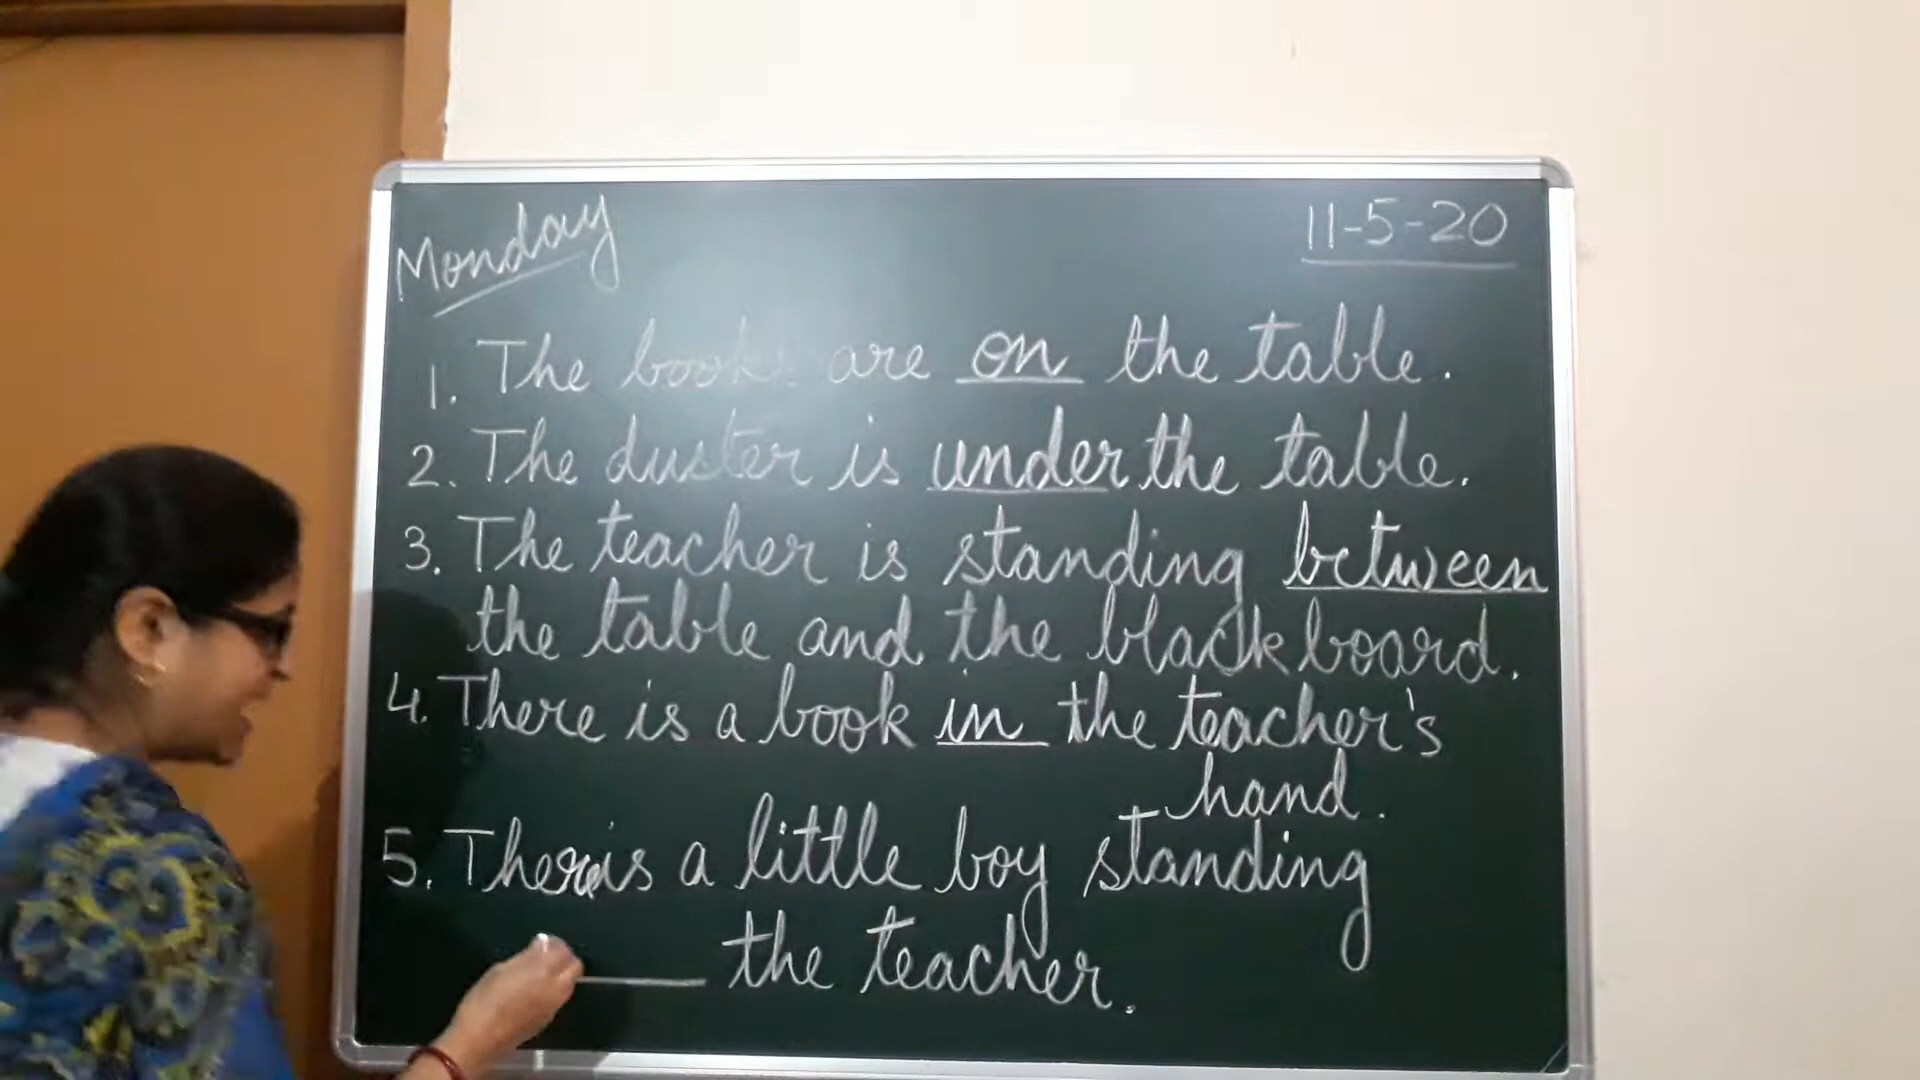 Monday
11-5-20
1. The books are on the table.
2. The duster is under the table.
3. The teacher is standing between
the table and the blackboard.
4. There is a book in the teacher's
hand.
5. There is a little boy standing
______ the teacher.